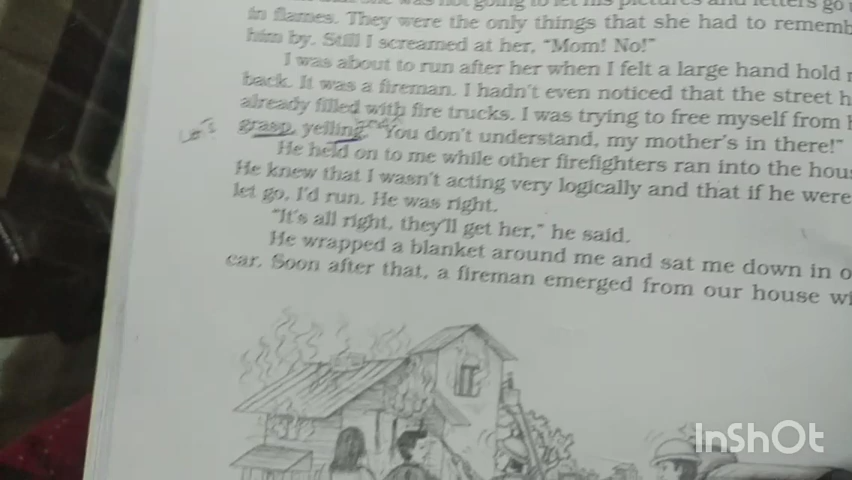 in flames. They were the only things that she had to rememb
him by. Still I screamed at her, "Mom! No!"
I was about to run after her when I felt a large hand hold
back. It was a fireman. I hadn't even noticed that the street h
already filled with fire trucks. I was trying to free myself from
grasp, yelling, "You don't understand, my mother's in there!"
He held on to me while other firefighters ran into the hous
He knew that I wasn't acting very logically and that if he were
let go, I'd run. He was right.
"It's all right, they'll get her," he said.
He wrapped a blanket around me and sat me down in o
car. Soon after that, a fireman emerged from our house wi
InShOt